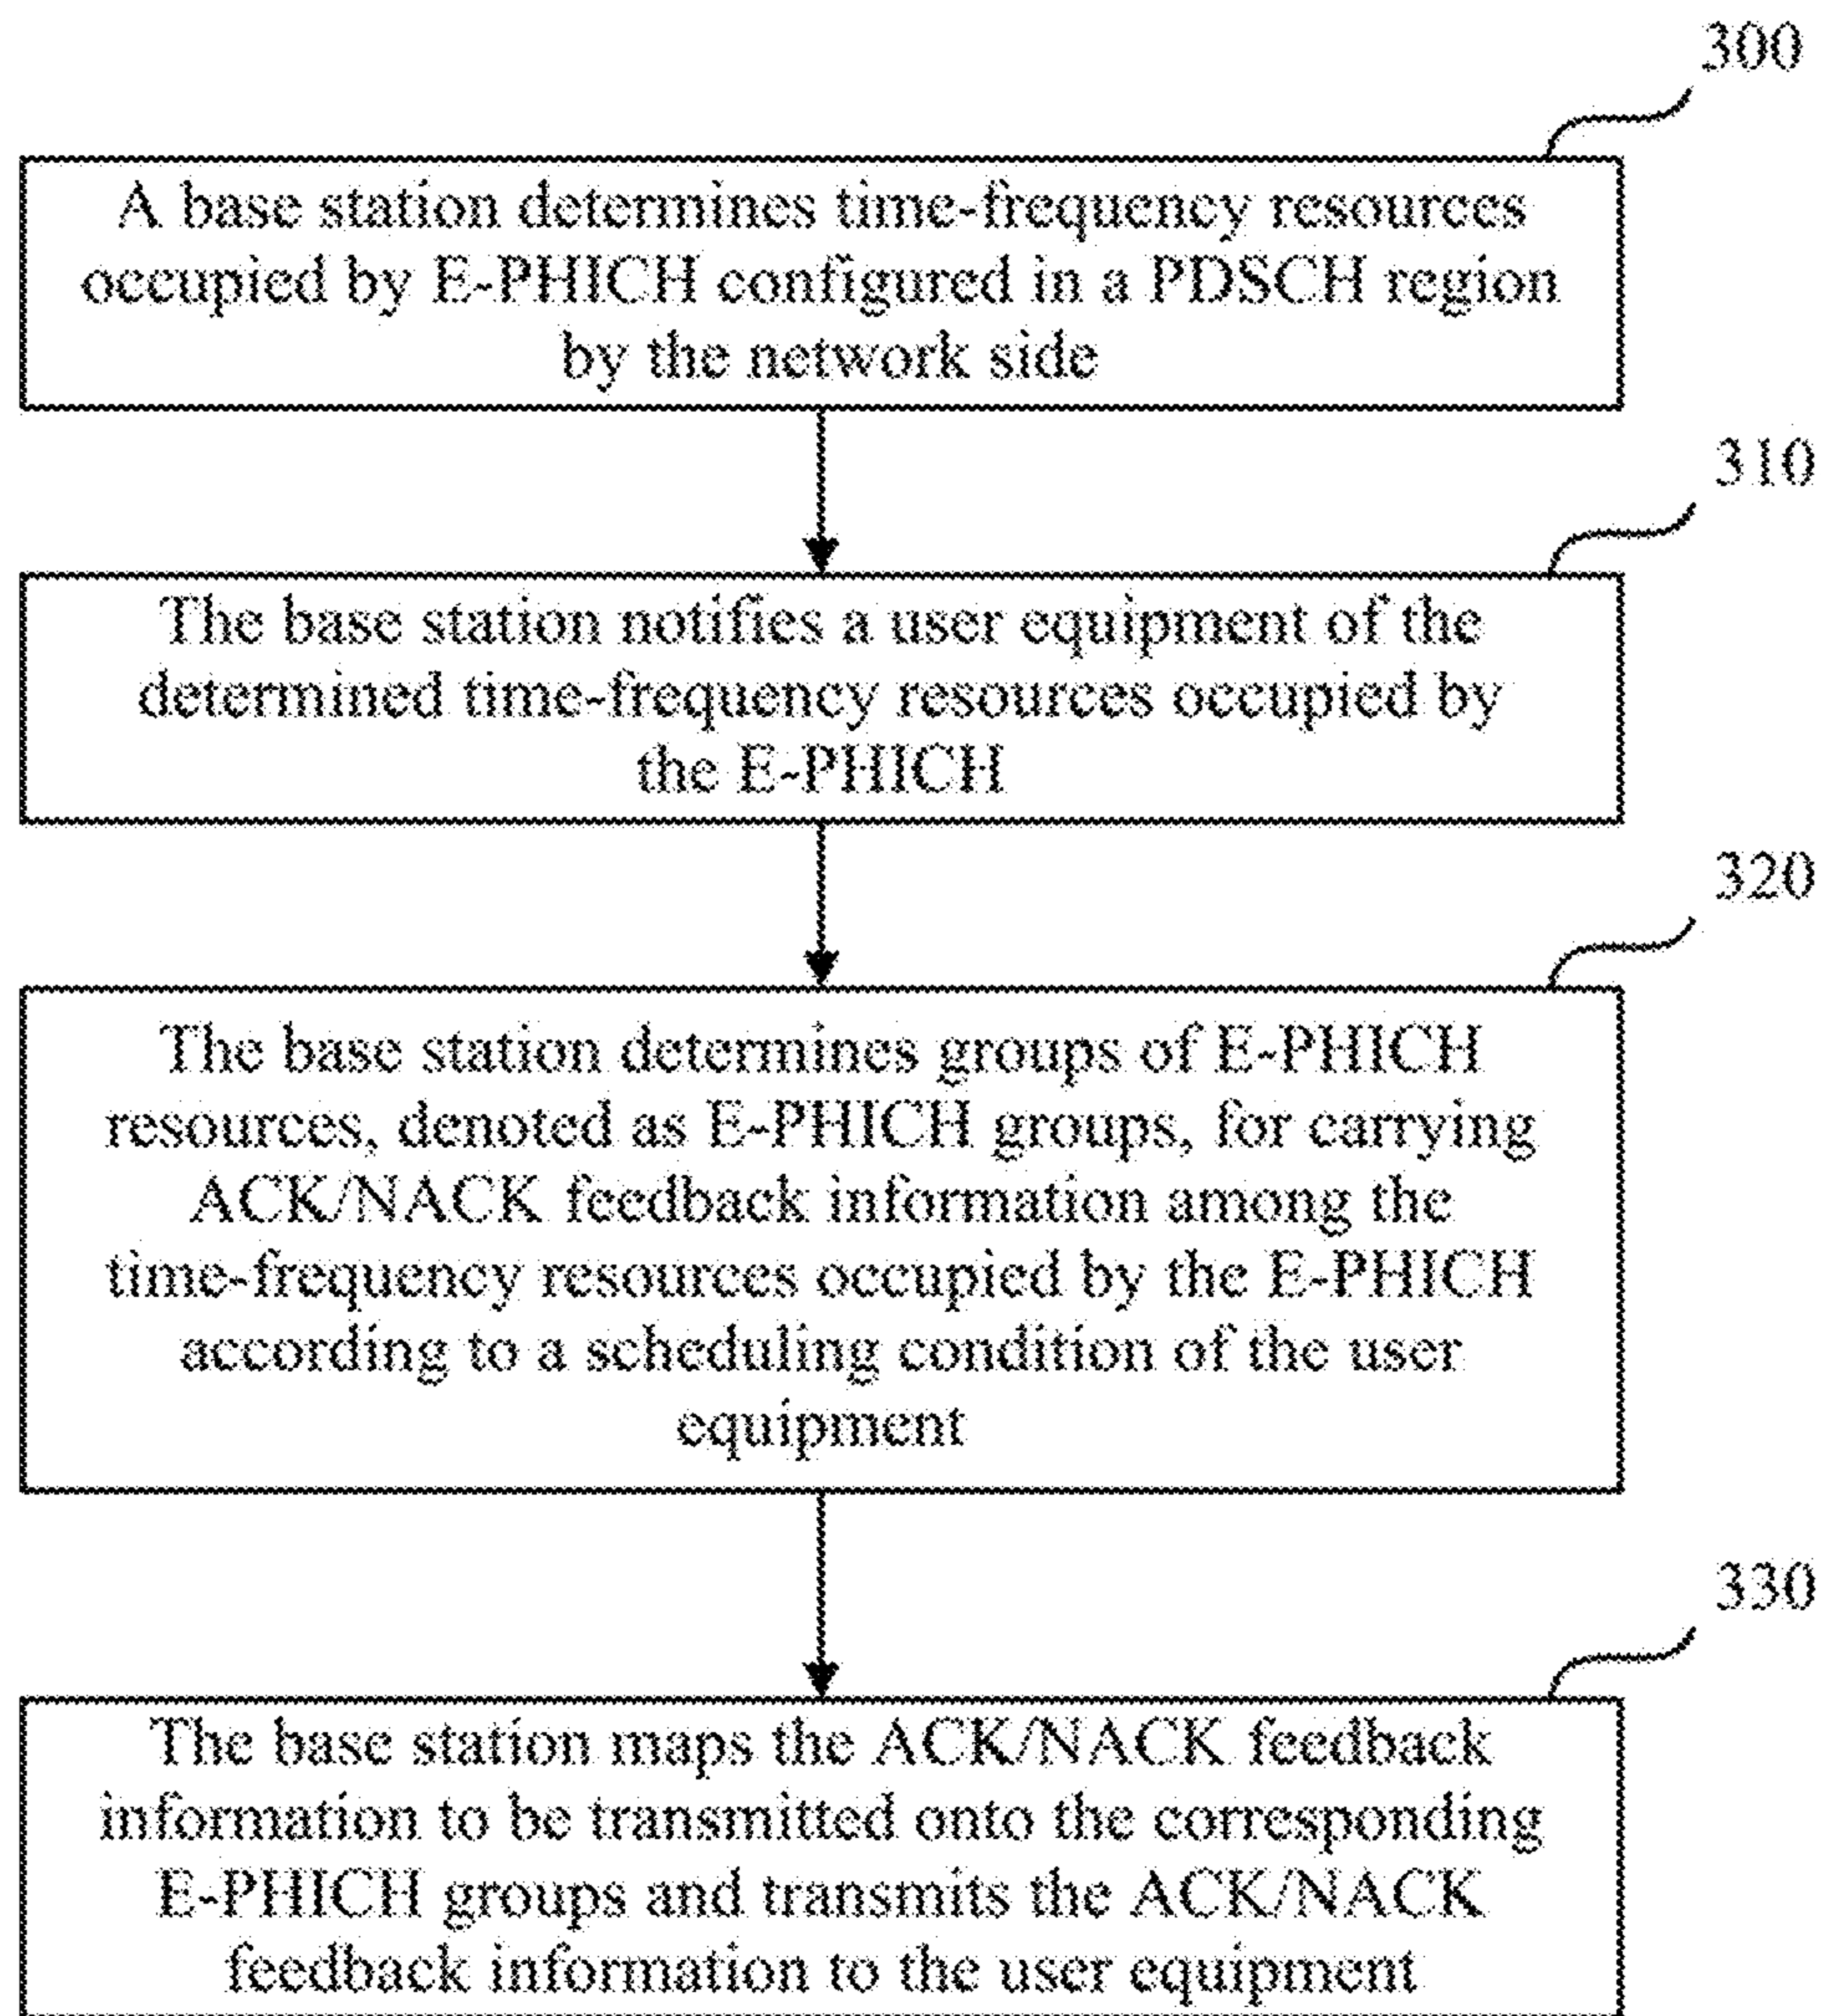 300
A base station determines time-frequency resources
occupied by E-PHICH configured in a PDSCH region
by the network side
310
The base station notifies a user equipment of the
determined time-frequency resources occupied by
the E-PHICH
320
The base station determines groups of E-PHICH
resources, denoted as E-PHICH groups, for carrying
ACK/NACK feedback information among the
time-frequency resources occupied by the E-PHICH
according to a scheduling condition of the user
equipment
330
The base station maps the ACK/NACK feedback
information to be transmitted onto the corresponding
E-PHICH groups and transmits the ACK/NACK
feedback information to the user equipment